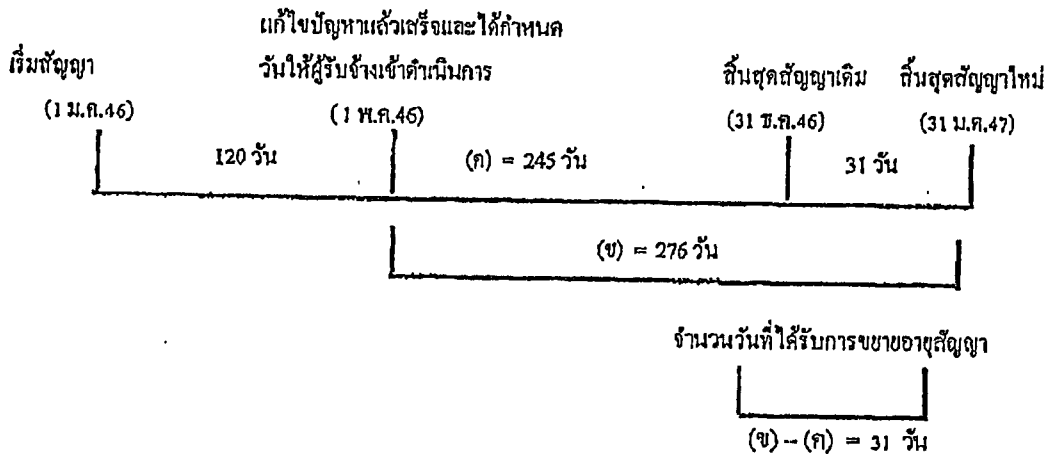 แก้ไขปัญหาแล้วเสร็จและได้กำหนด
วันให้ผู้รับจ้างเข้าดำเนินการ
เริ่มสัญญา
สิ้นสุดสัญญาเดิม
สิ้นสุดสัญญาใหม่
(1 ม.ค.46)
(1 พ.ค.46)
(31 ธ.ค.46)
(31 ม.ค.47)
120 วัน
(ค) = 245 วัน
31 วัน
(ข) = 276 วัน
จำนวนวันที่ได้รับการขยายอายุสัญญา
(ข) – (ค) = 31 วัน